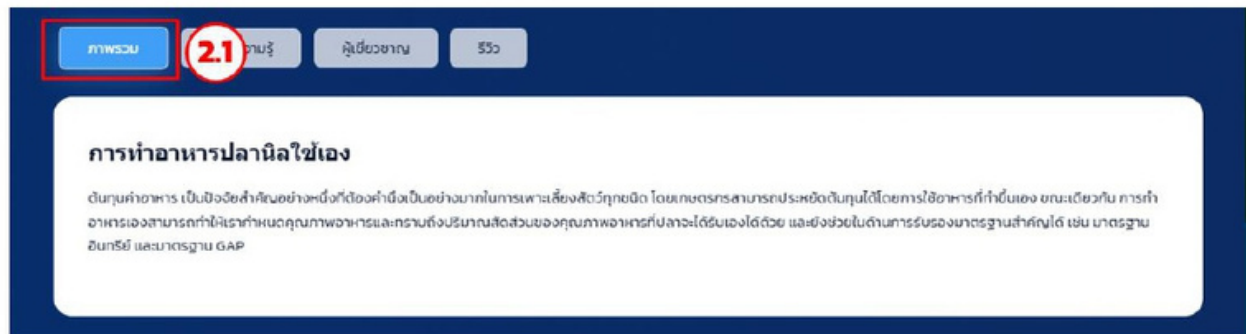 ภาพรวม
2.1
ามรู้
ผู้เชี่ยวชาญ
รีวิว
การทำอาหารปลานิลใช้เอง
ต้นทุนค่าอาหาร เป็นปัจจัยสำคัญอย่างหนึ่งที่ต้องคำนึงเป็นอย่างมากในการเพาะเลี้ยงสัตว์ทุกชนิด โดยเกษตรกรสามารถประหยัดต้นทุนได้โดยการใช้อาหารที่ทำขึ้นเอง ขณะเดียวกัน การทำ
อาหารเองสามารถทำให้เรากำหนดคุณภาพอาหารและทราบถึงปริมาณสัดส่วนของคุณภาพอาหารที่ปลาจะได้รับเองได้ด้วย และยังช่วยในด้านการรับรองมาตรฐานสำคัญได้ เช่น มาตรฐาน
อินทรีย์ และมาตรฐาน GAP